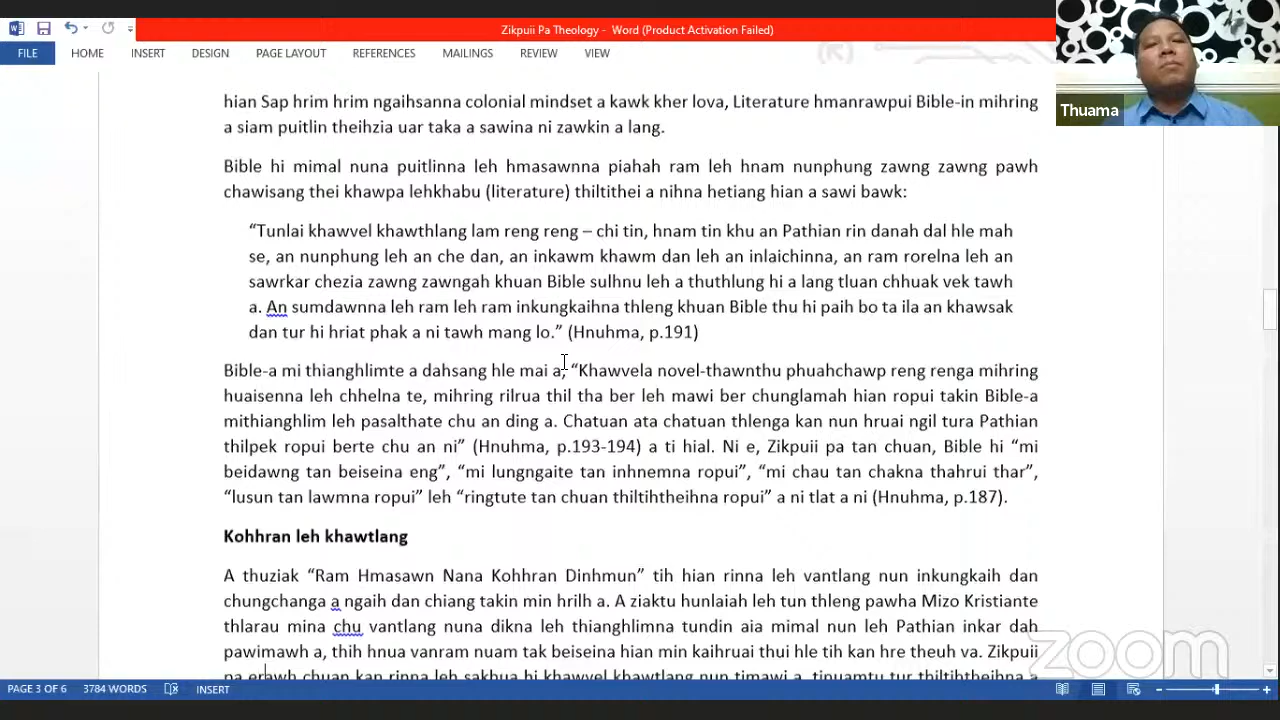 Zikpuii Pa Theology - Word (Product Activation Failed)
FILE HOME INSERT DESIGN PAGE LAYOUT REFERENCES MAILINGS REVIEW VIEW
Thuama
hian Sap hrim hrim ngaihsanna colonial mindset a kawk kher lova, Literature hmanrawpui Bible-in mihring
a siam puitlin theihzia uar taka a sawina ni zawkin a lang.
Bible hi mimal nuna puitlinna leh hmasawnna piahah ram leh hnam nunphung zawng zawng pawh
chawisang thei khawpa lehkhabu (literature) thiltithei a nihna hetiang hian a sawi bawk:
“Tunlai khawvel khawthlang lam reng reng – chi tin, hnam tin khu an Pathian rin danah dal hle mah
se, an nunphung leh an che dan, an inkawm khawm dan leh an inlaichinna, an ram rorelna leh an
sawrkar chezia zawng zawngah khuan Bible sulhnu leh a thuthlung hi a lang tluan chhuak vek tawh
a. An sumdawnna leh ram leh ram inkungkaihna thleng khuan Bible thu hi paih bo ta ila an khawsak
dan tur hi hriat phak a ni tawh mang lo.” (Hnuhma, p.191)
Bible-a mi thianghlimte a dahsang hle mai a, “Khawvela novel-thawnthu phuahchawp reng renga mihring
huaisenna leh chhelna te, mihring rilrua thil tha ber leh mawi ber chunglamah hian ropui takin Bible-a
mithianghlim leh pasalthate chu an ding a. Chatuan ata chatuan thlenga kan nun hruai ngil tura Pathian
thilpek ropui berte chu an ni” (Hnuhma, p.193-194) a ti hial. Ni e, Zikpuii pa tan chuan, Bible hi “mi
beidawng tan beiseina eng”, “mi lungngaite tan inhnemna ropui”, “mi chau tan chakna thahrui thar”,
“lusun tan lawmna ropui” leh “ringtute tan chuan thiltihtheihna ropui” a ni tlat a ni (Hnuhma, p.187).
Kohhran leh khawtlang
A thuziak “Ram Hmasawn Nana Kohhran Dinhmun” tih hian rinna leh vantlang nun inkungkaih dan
chungchanga a ngaih dan chiang takin min hrilh a. A ziaktu hunlaiah leh tun thleng pawha Mizo Kristiante
thlarau mina chu vantlang nuna dikna leh thianghlimna tundin aia mimal nun leh Pathian inkar dah
pawimawh a, thih hnua vanram nuam tak beiseina hian min kaihruai thui hle tih kan hre theuh va. Zikpuii
pa erawh chuan kan rinna leh sakhua hi khawvel khawtlang nun timawi a, tipuamtu tur thiltihtheihna a
zoom
PAGE 3 OF 6 3784 WORDS INSERT